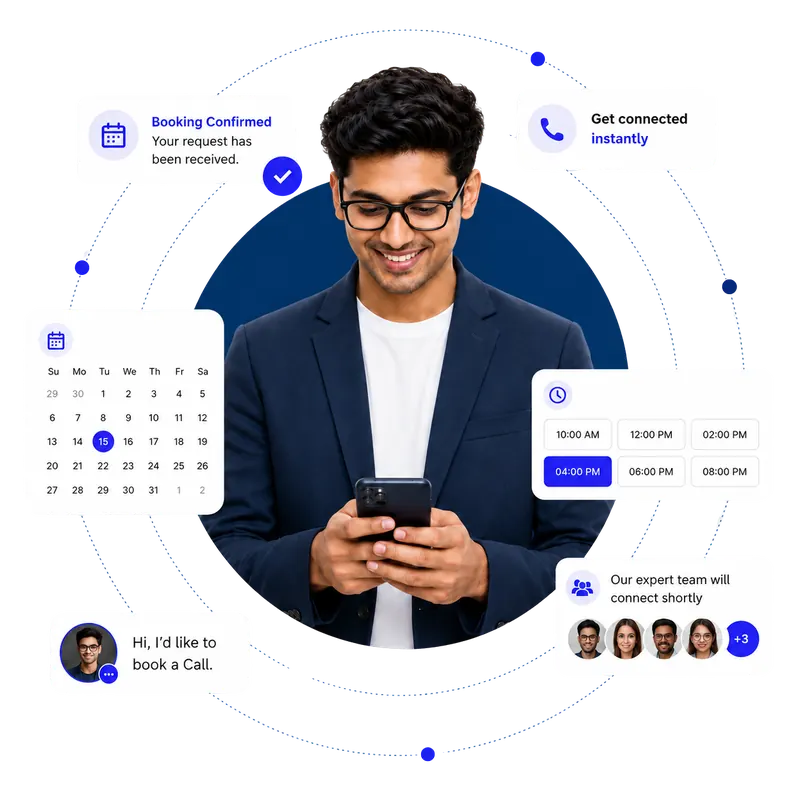 Booking Confirmed
Your request has
been received.
Get connected
instantly
Su Mo Tu We Th Fr Sa
29 30 1 2 3 4 5
6 7 8 9 10 11 12
13 14 15 16 17 18 19
20 21 22 23 24 25 26
27 28 29 30 31 1 2
10:00 AM 12:00 PM 02:00 PM
04:00 PM 06:00 PM 08:00 PM
Our expert team will
connect shortly
+3
Hi, I’d like to
book a Call.